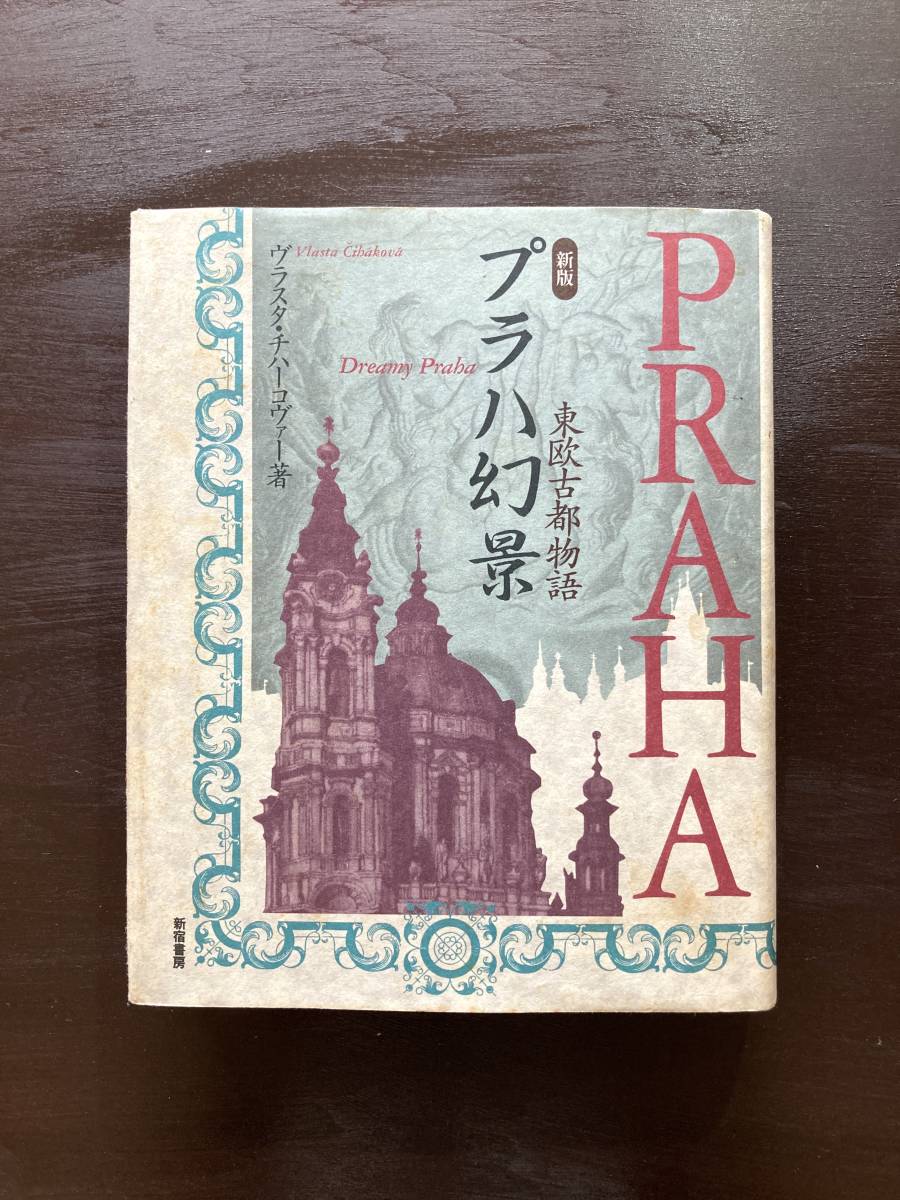 PRAHA
新版
プラハ幻景
東欧古都物語
Dreamy Praha
Vlasta Čiháková
ヴラスタ・チハーコヴァー著
新宿書房